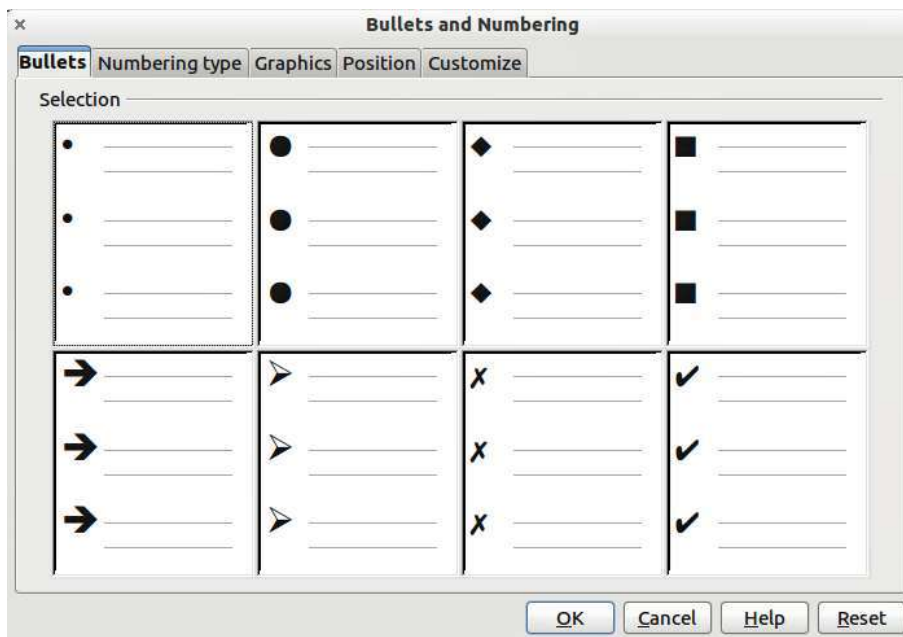 Bullets and Numbering
Bullets Numbering type Graphics Position Customize
Selection
OK Cancel Help Reset